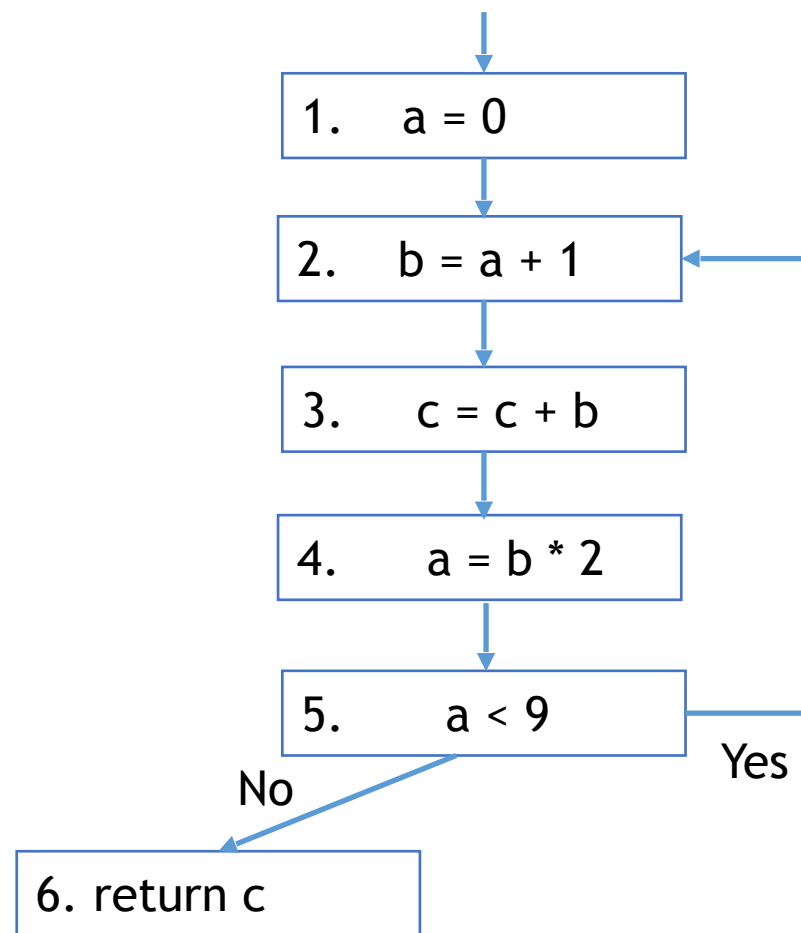 1. a = 0
2. b = a + 1
3. c = c + b
4. a = b * 2
5. a < 9
Yes
No
6. return c